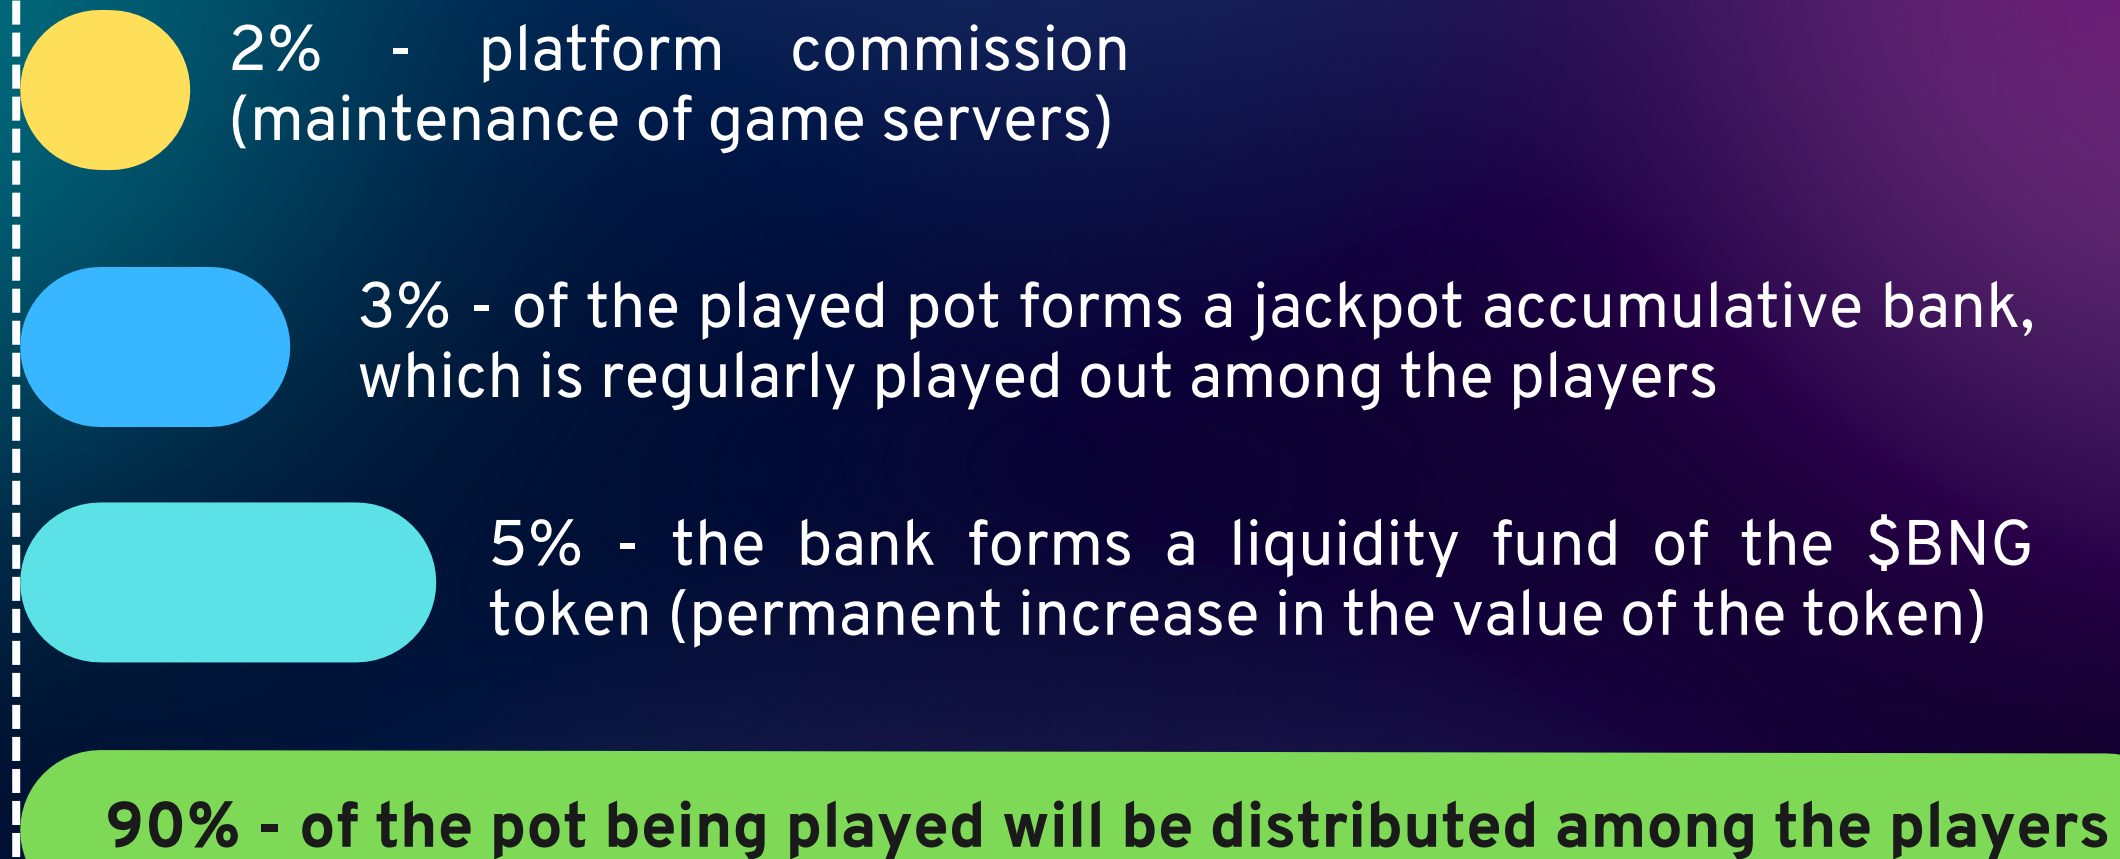 2% - platform commission
(maintenance of game servers)
3% - of the played pot forms a jackpot accumulative bank,
which is regularly played out among the players
5% - the bank forms a liquidity fund of the $BNG
token (permanent increase in the value of the token)
90% - of the pot being played will be distributed among the players